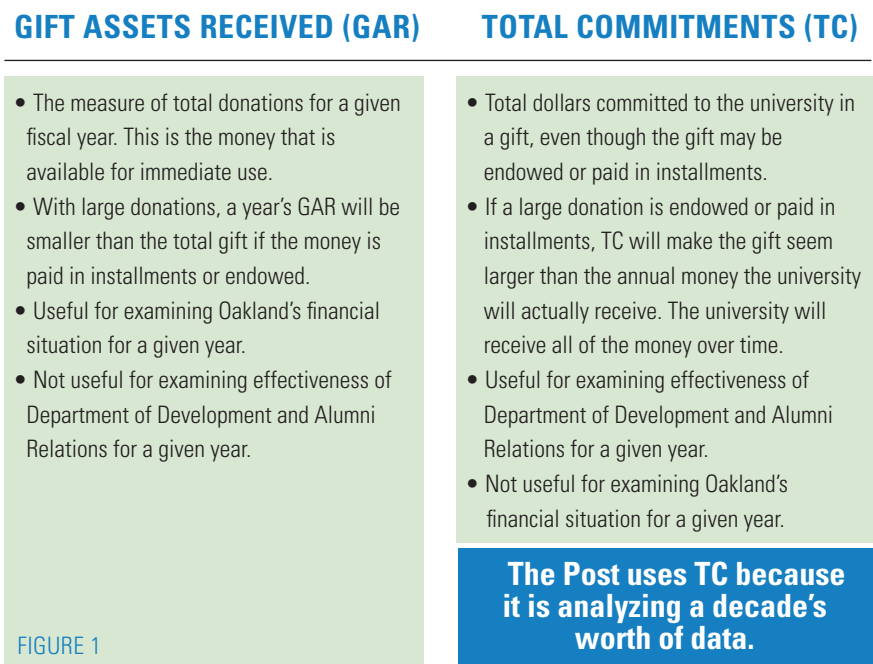 GIFT ASSETS RECEIVED (GAR)
• The measure of total donations for a given
fiscal year. This is the money that is
available for immediate use.
• With large donations, a year's GAR will be
smaller than the total gift if the money is
paid in installments or endowed.
• Useful for examining Oakland's financial
situation for a given year.
• Not useful for examining effectiveness of
Department of Development and Alumni
Relations for a given year.
FIGURE 1
TOTAL COMMITMENTS (TC)
• Total dollars committed to the university in
a gift, even though the gift may be
endowed or paid in installments.
• If a large donation is endowed or paid in
installments, TC will make the gift seem
larger than the annual money the university
will actually receive. The university will
receive all of the money over time.
• Useful for examining effectiveness of
Department of Development and Alumni
Relations for a given year.
• Not useful for examining Oakland's
financial situation for a given year.
The Post uses TC because
it is analyzing a decade's
worth of data.